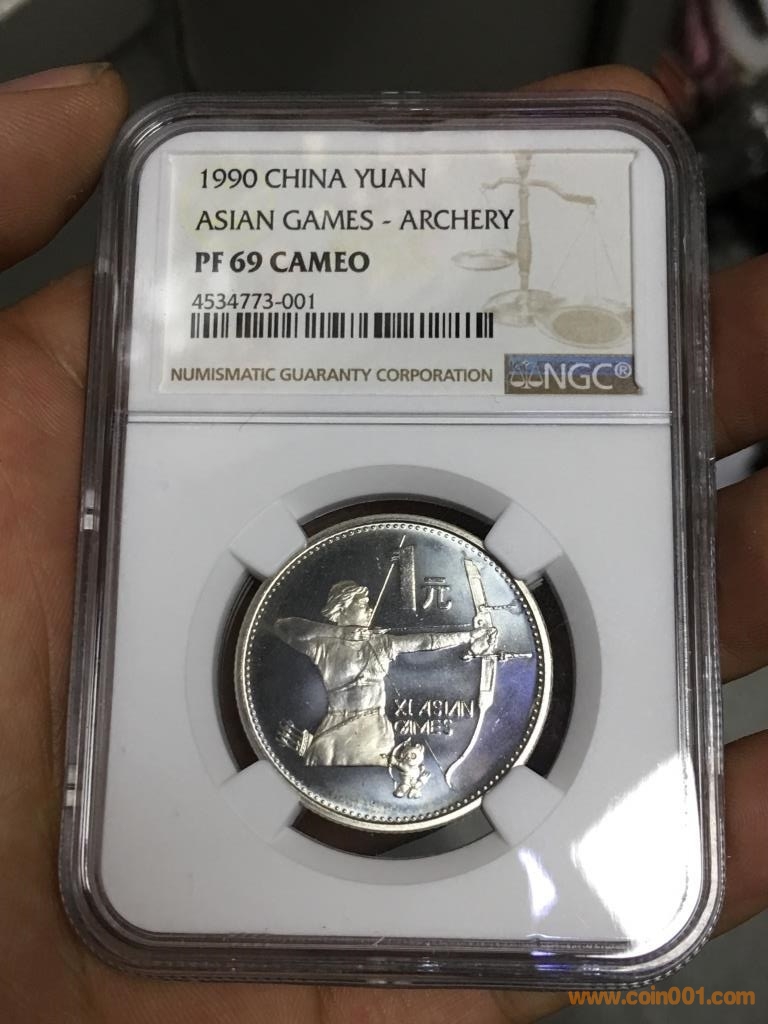 1990 CHINA YUAN
ASIAN GAMES - ARCHERY
PF 69 CAMEO
4534773-001
NUMISMATIC GUARANTY CORPORATION
NGC®
1元
XI ASIAN
GAMES
www.coin001.com